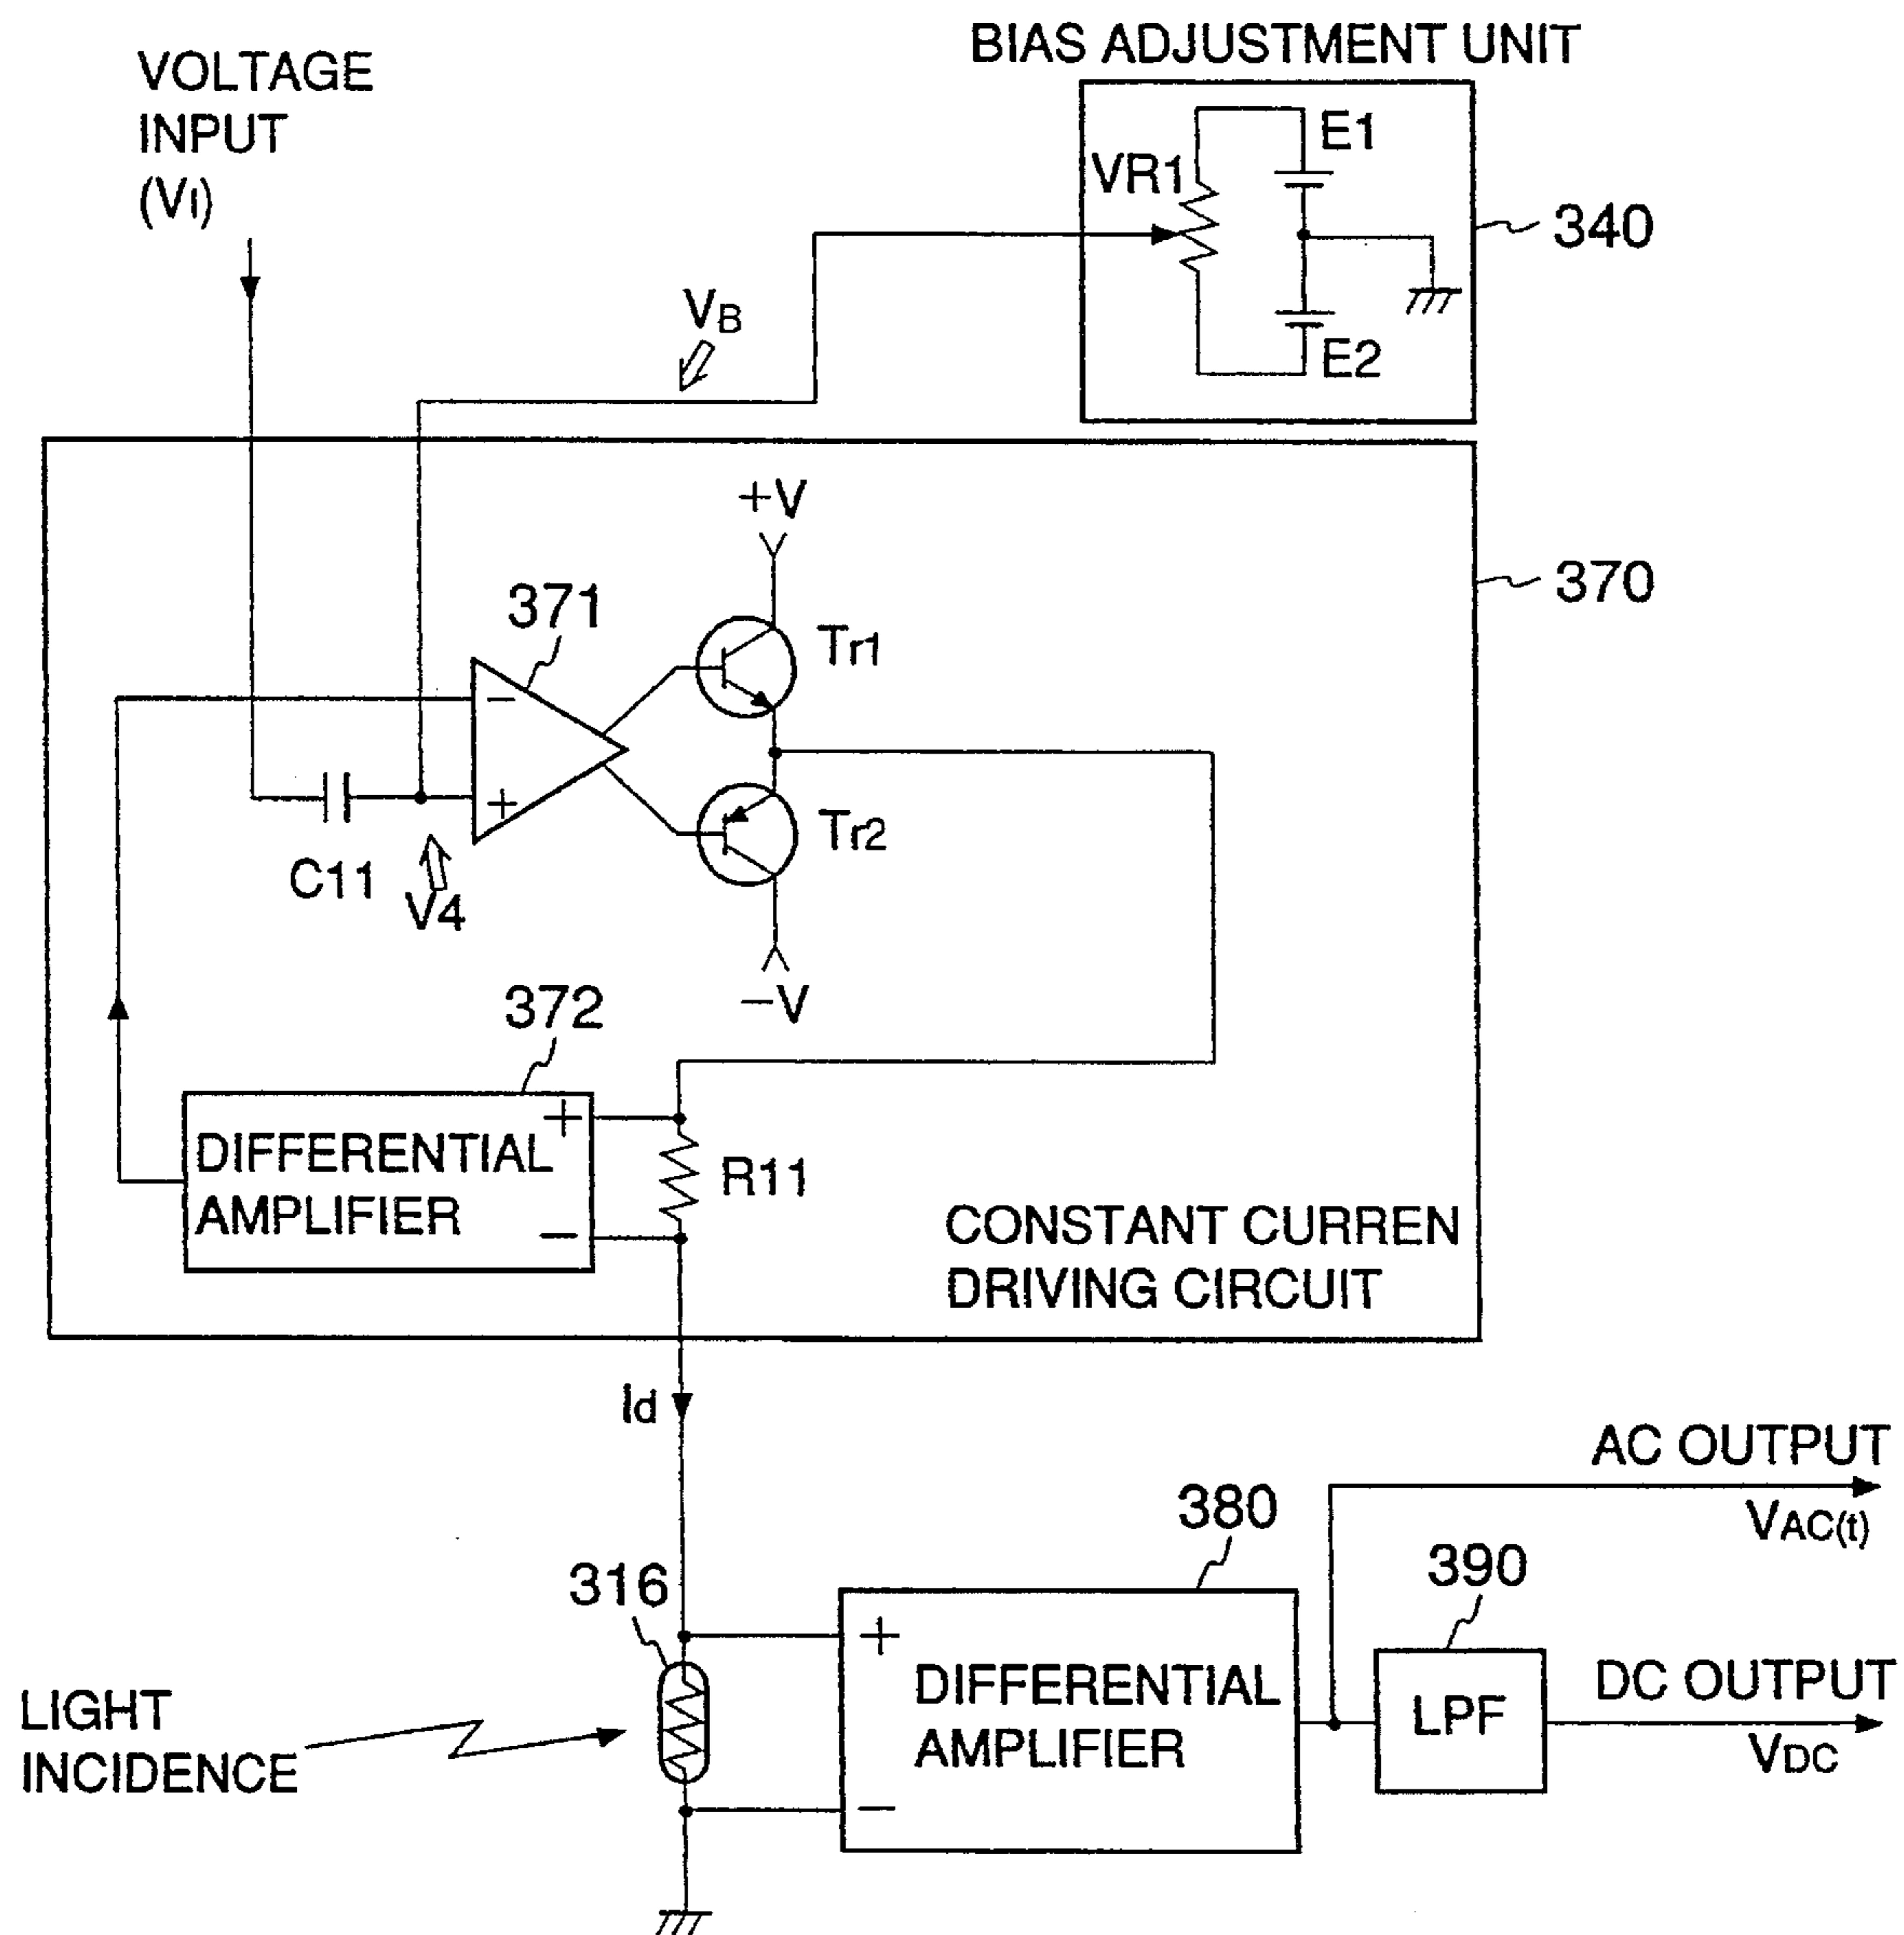 BIAS ADJUSTMENT UNIT
VOLTAGE
INPUT
(VI)
E1
VR1
340
E2
VB
+V
370
371
Tr1
−
+
Tr2
C11
V4
−V
372
+
DIFFERENTIAL
AMPLIFIER
−
R11
CONSTANT CURREN
DRIVING CIRCUIT
Id
AC OUTPUT
VAC(t)
380
390
316
+
DIFFERENTIAL
AMPLIFIER
−
LPF
DC OUTPUT
VDC
LIGHT
INCIDENCE